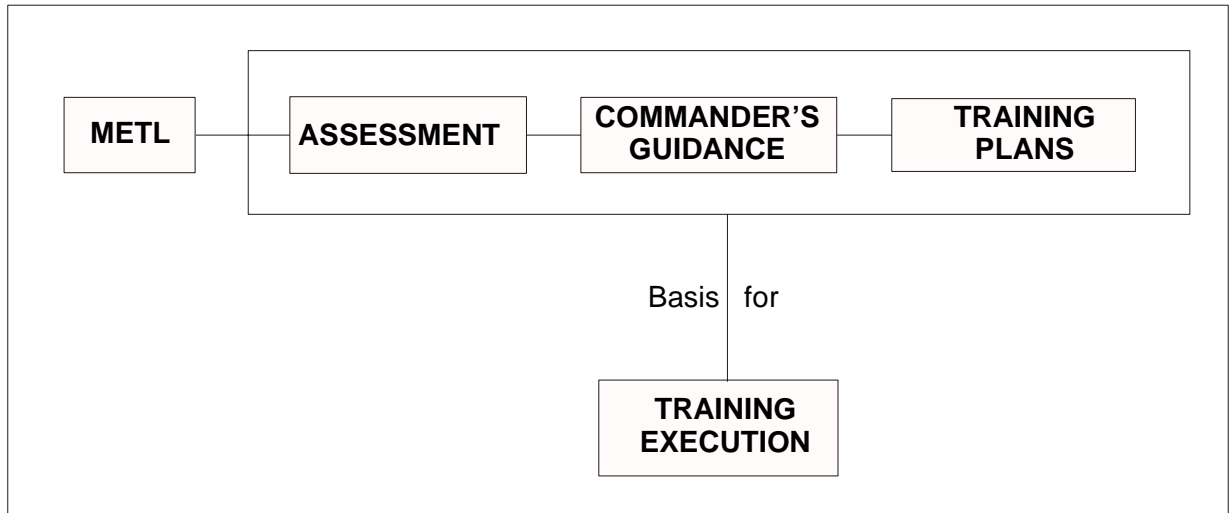 METL
ASSESSMENT
COMMANDER’S
GUIDANCE
TRAINING
PLANS
Basis for
TRAINING
EXECUTION